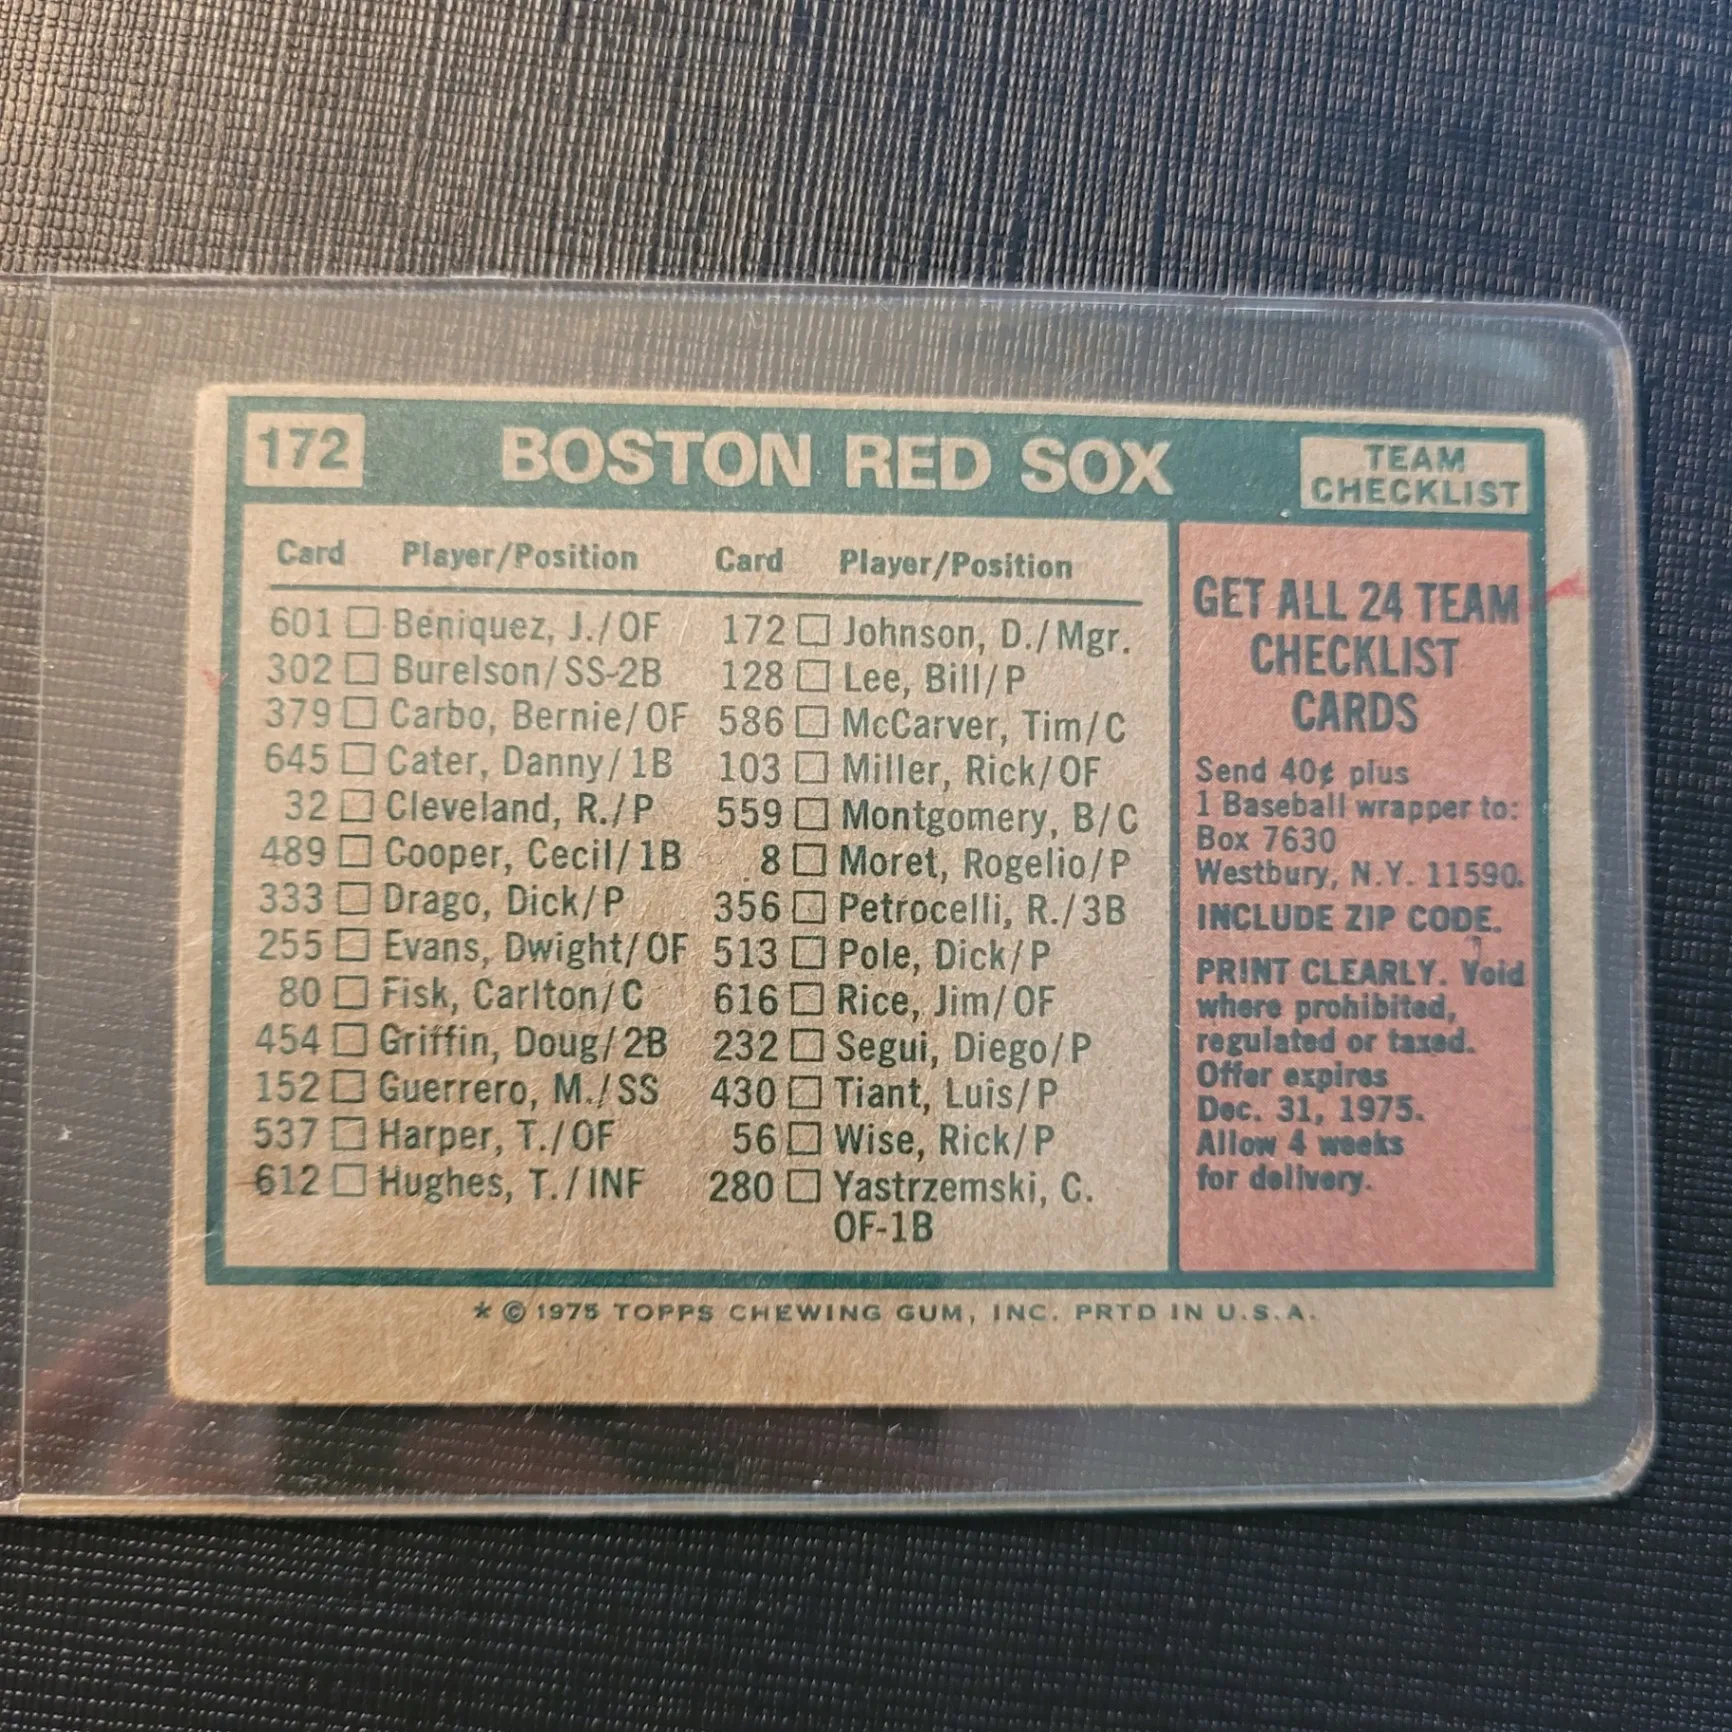 172 BOSTON RED SOX TEAM CHECKLIST
Card Player/Position Card Player/Position
601 Beniquez, J./OF
302 Burelson/SS-2B
379 Carbo, Bernie/OF
645 Cater, Danny/1B
32 Cleveland, R./P
489 Cooper, Cecil/1B
333 Drago, Dick/P
255 Evans, Dwight/OF
80 Fisk, Carlton/C
454 Griffin, Doug/2B
152 Guerrero, M./SS
537 Harper, T./OF
612 Hughes, T./INF
172 Johnson, D./Mgr.
128 Lee, Bill/P
586 McCarver, Tim/C
103 Miller, Rick/OF
559 Montgomery, B/C
8 Moret, Rogelio/P
356 Petrocelli, R./3B
513 Pole, Dick/P
616 Rice, Jim/OF
232 Segui, Diego/P
430 Tiant, Luis/P
56 Wise, Rick/P
280 Yastrzemski, C.
OF-1B
GET ALL 24 TEAM
CHECKLIST
CARDS
Send 40¢ plus
1 Baseball wrapper to:
Box 7630
Westbury, N.Y. 11590.
INCLUDE ZIP CODE.
PRINT CLEARLY. Void
where prohibited,
regulated or taxed.
Offer expires
Dec. 31, 1975.
Allow 4 weeks
for delivery.
* © 1975 TOPPS CHEWING GUM, INC. PRTD IN U.S.A.